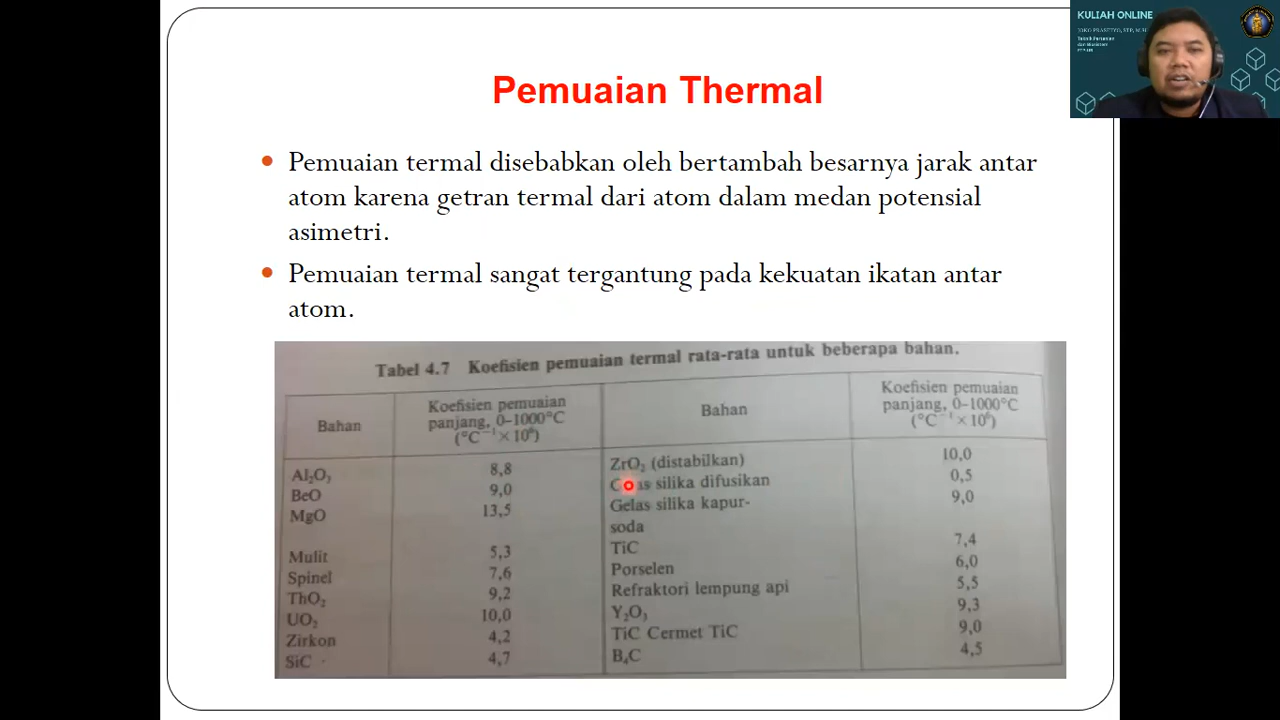 KULIAH ONLINE
Pemuaian Thermal
Pemuaian termal disebabkan oleh bertambah besarnya jarak antar
atom karena getran termal dari atom dalam medan potensial
asimetri.
Pemuaian termal sangat tergantung pada kekuatan ikatan antar
atom.
Tabel 4.7 Koefisien pemuaian termal rata-rata untuk beberapa bahan.
Bahan
Koefisien pemuaian
panjang, 0–1000°C
(°C⁻¹ × 10⁶)
Bahan
Koefisien pemuaian
panjang, 0–1000°C
(°C⁻¹ × 10⁶)
Al₂O₃ 8,8 ZrO₂ (distabilkan) 10,0
BeO 9,0 silika difusikan 0,5
MgO 13,5 Gelas silika kapur- 9,0
soda
Mulit 5,3 TiC 7,4
Spinel 7,6 Porselen 6,0
ThO₂ 9,2 Refraktori lempung api 5,5
UO₂ 10,0 Y₂O₃ 9,3
Zirkon 4,2 TiC Cermet TiC 9,0
SiC 4,7 B₄C 4,5